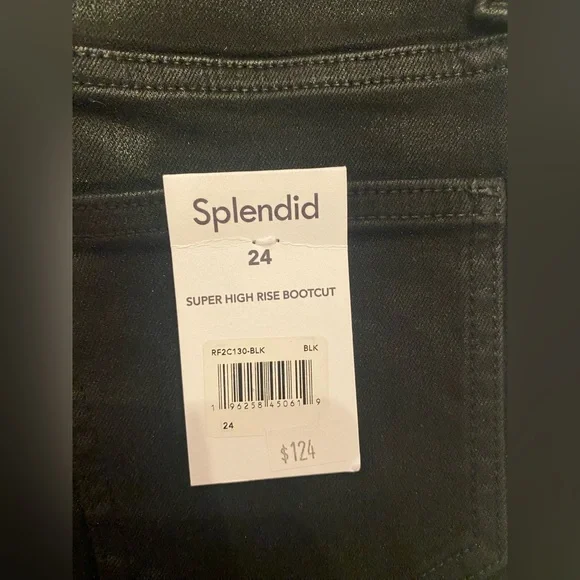 Splendid
24
SUPER HIGH RISE BOOTCUT
RF2C130-BLK BLK
1 96258 45061 9
24
$124